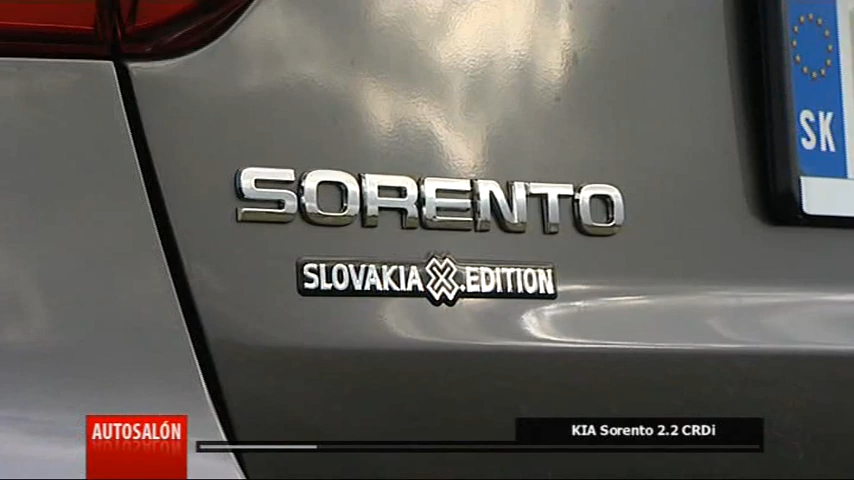 SK
SORENTO
SLOVAKIA X.EDITION
AUTOSALÓN
KIA Sorento 2.2 CRDi